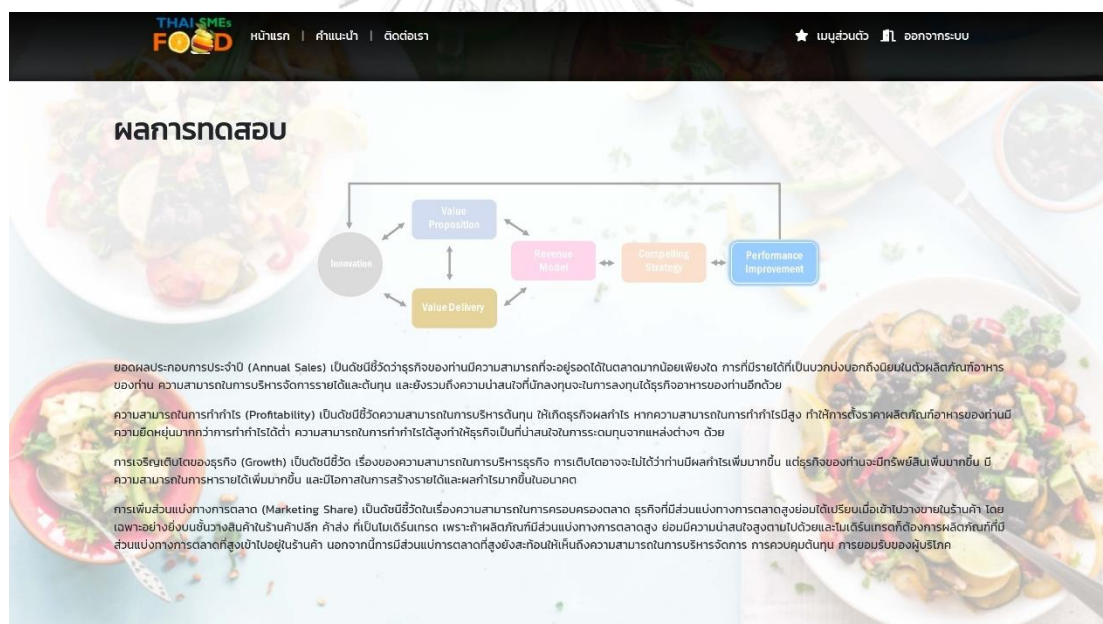 THAI SMEs
FOOD
หน้าแรก | คำแนะนำ | ติดต่อเรา
เมนูส่วนตัว
ออกจากระบบ
ผลการทดสอบ
Value
Proposition
Innovation
Revenue
Model
Compelling
Strategy
Performance
Improvement
Value Delivery
ยอดผลประกอบการประจำปี (Annual Sales) เป็นดัชนีชี้วัดว่าธุรกิจของท่านมีความสามารถที่จะอยู่รอดได้ในตลาดมากน้อยเพียงใด การที่มีรายได้ที่เป็นบวกบ่งบอกถึงนิยมในตัวผลิตภัณฑ์อาหาร
ของท่าน ความสามารถในการบริหารจัดการรายได้และต้นทุน และยังรวมถึงความน่าสนใจที่นักลงทุนจะในการลงทุนได้ธุรกิจอาหารของท่านอีกด้วย
ความสามารถในการทำกำไร (Profitability) เป็นดัชนีชี้วัดความสามารถในการบริหารต้นทุน ให้เกิดธุรกิจผลกำไร หากความสามารถในการทำกำไรมีสูง ทำให้การตั้งราคาผลิตภัณฑ์อาหารของท่านมี
ความยืดหยุ่นมากกว่าการทำกำไรได้ต่ำ ความสามารถในการทำกำไรได้สูงทำให้ธุรกิจเป็นที่น่าสนใจในการระดมทุนจากแหล่งต่างๆ ด้วย
การเจริญเติบโตของธุรกิจ (Growth) เป็นดัชนีชี้วัด เรื่องของความสามารถในการบริหารธุรกิจ การเติบโตอาจจะไม่ได้ว่าท่านมีผลกำไรเพิ่มมากขึ้น แต่ธุรกิจของท่านจะมีทรัพย์สินเพิ่มมากขึ้น มี
ความสามารถในการหารายได้เพิ่มมากขึ้น และมีโอกาสในการสร้างรายได้และผลกำไรมากขึ้นในอนาคต
การเพิ่มส่วนแบ่งทางการตลาด (Marketing Share) เป็นดัชนีชี้วัดในเรื่องความสามารถในการครอบครองตลาด ธุรกิจที่มีส่วนแบ่งทางการตลาดสูงย่อมได้เปรียบเมื่อเข้าไปวางขายในร้านค้า โดย
เฉพาะอย่างยิ่งบนชั้นวางสินค้าในร้านค้าปลีก ค้าส่ง ที่เป็นโมเดิร์นเทรด เพราะถ้าผลิตภัณฑ์มีส่วนแบ่งทางการตลาดสูง ย่อมมีความน่าสนใจสูงตามไปด้วยและโมเดิร์นเทรดก็ต้องการผลิตภัณฑ์ที่มี
ส่วนแบ่งทางการตลาดที่สูงเข้าไปอยู่ในร้านค้า นอกจากนี้การมีส่วนแบ่การตลาดที่สูงยังสะท้อนให้เห็นถึงความสามารถในการบริหารจัดการ การควบคุมต้นทุน การยอมรับของผู้บริโภค